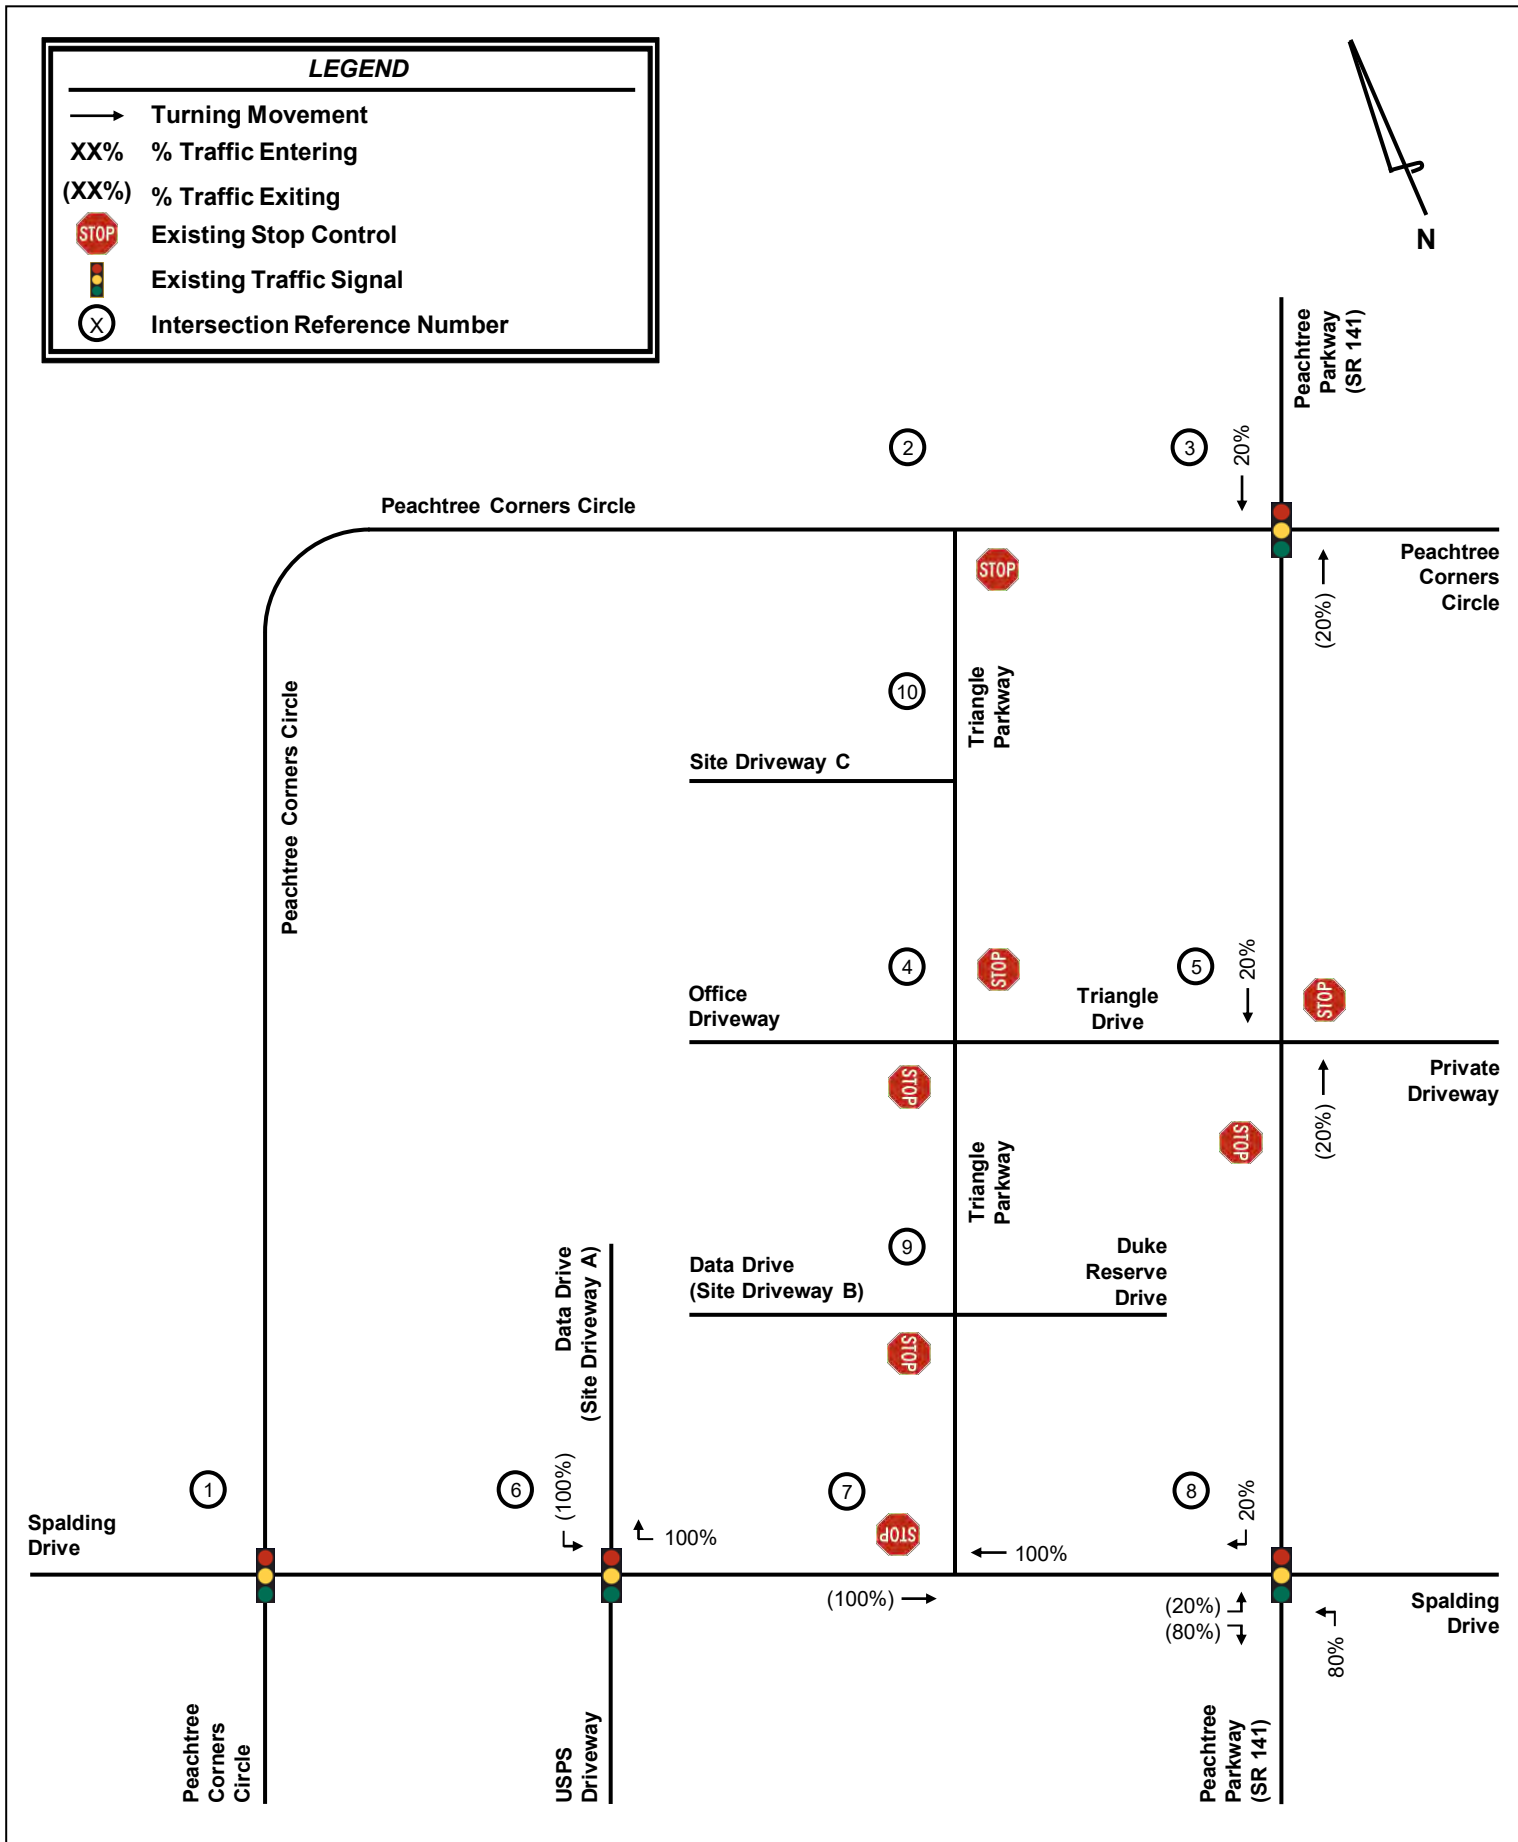 LEGEND
Turning Movement
XX% % Traffic Entering
(XX%) % Traffic Exiting
STOP Existing Stop Control
Existing Traffic Signal
X Intersection Reference Number
N
Peachtree
Parkway
(SR 141)
2
3
20%
Peachtree Corners Circle
STOP
Peachtree
Corners
Circle
(20%)
Peachtree Corners Circle
10
Triangle
Parkway
Site Driveway C
4
STOP
5
20%
STOP
Office
Driveway
Triangle
Drive
Private
Driveway
STOP
(20%)
STOP
Triangle
Parkway
9
Data Drive
(Site Driveway A)
Data Drive
(Site Driveway B)
Duke
Reserve
Drive
STOP
1
6
(100%)
100%
7
STOP
8
20%
Spalding
Drive
100%
(100%)
(20%)
(80%)
80%
Spalding
Drive
Peachtree
Corners
Circle
USPS
Driveway
Peachtree
Parkway
(SR 141)